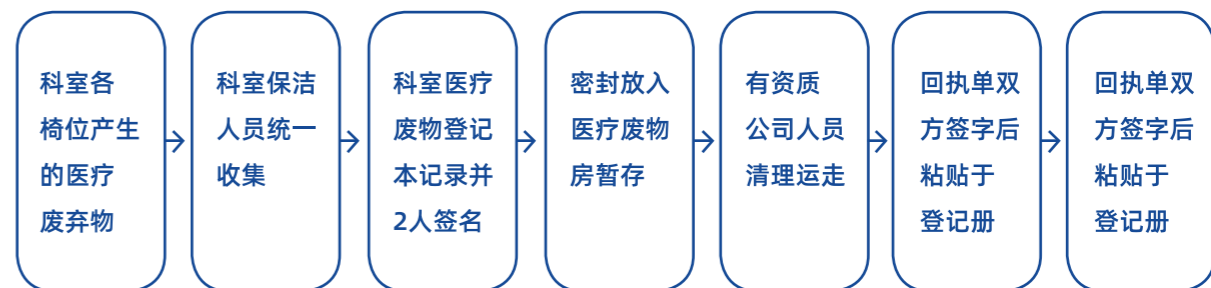 科室各
椅位产生
的医疗
废弃物
科室保洁
人员统一
收集
科室医疗
废物登记
本记录并
2人签名
密封放入
医疗废物
房暂存
有资质
公司人员
清理运走
回执单双
方签字后
粘贴于
登记册
回执单双
方签字后
粘贴于
登记册